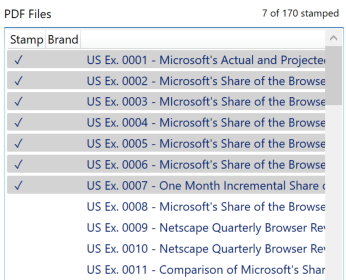 PDF Files 7 of 170 stamped
Stamp Brand
✓ US Ex. 0001 - Microsoft's Actual and Projected
✓ US Ex. 0002 - Microsoft's Share of the Browse
✓ US Ex. 0003 - MIcrosoft's Share of the Browse
✓ US Ex. 0004 - Microsoft's Share of the Browse
✓ US Ex. 0005 - Microsoft's Share of the Browse
✓ US Ex. 0006 - Microsoft's Share of the Browse
✓ US Ex. 0007 - One Month Incremental Share o
US Ex. 0008 - Microsoft's Share of the Browse
US Ex. 0009 - Netscape Quarterly Browser Rev
US Ex. 0010 - Netscape Quarterly Browser Rev
US Ex. 0011 - Comparison of Microsoft's Shar